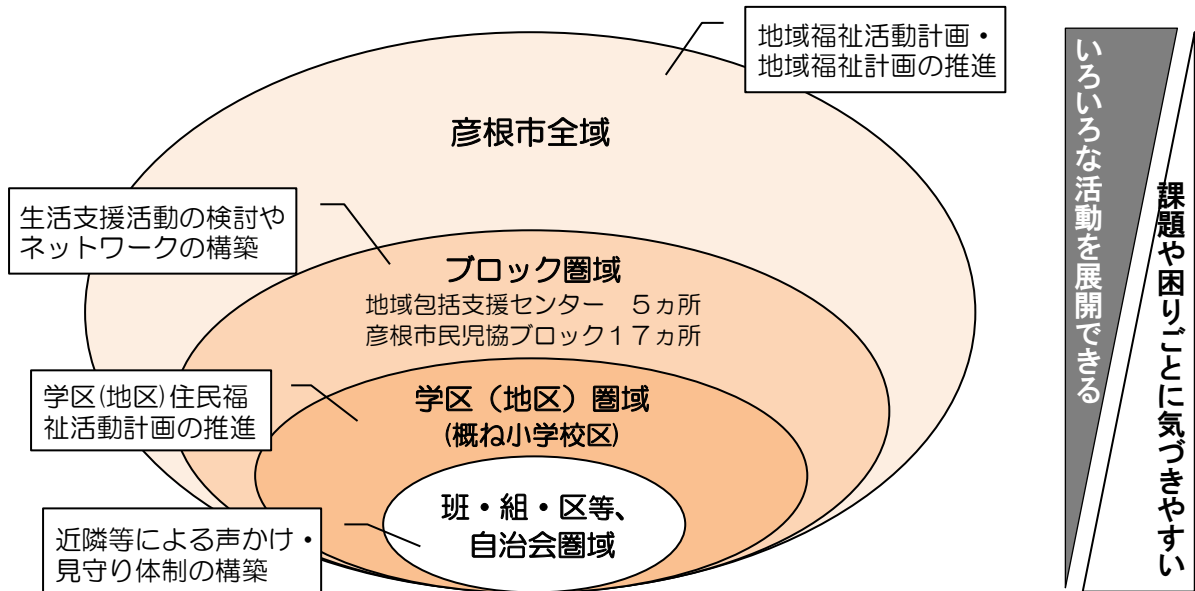 地域福祉活動計画・
地域福祉計画の推進
彦根市全域
生活支援活動の検討や
ネットワークの構築
ブロック圏域
地域包括支援センター　５ヵ所
彦根市民児協ブロック１７ヵ所
学区(地区)住民福
祉活動計画の推進
学区（地区）圏域
(概ね小学校区)
班・組・区等、
自治会圏域
近隣等による声かけ・
見守り体制の構築
いろいろな活動を展開できる
課題や困りごとに気づきやすい